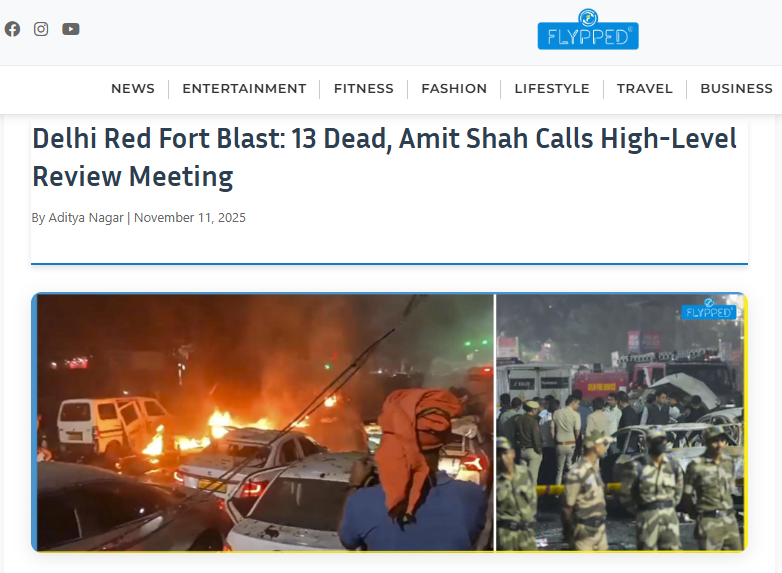 FLYPPED
NEWS
ENTERTAINMENT
FITNESS
FASHION
LIFESTYLE
TRAVEL
BUSINESS
Delhi Red Fort Blast: 13 Dead, Amit Shah Calls High-Level
Review Meeting
By Aditya Nagar | November 11, 2025
FLYPPED